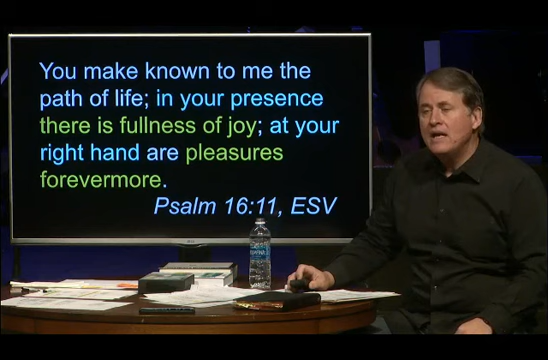 You make known to me the
path of life; in your presence
there is fullness of joy; at your
right hand are pleasures
forevermore.
Psalm 16:11, ESV